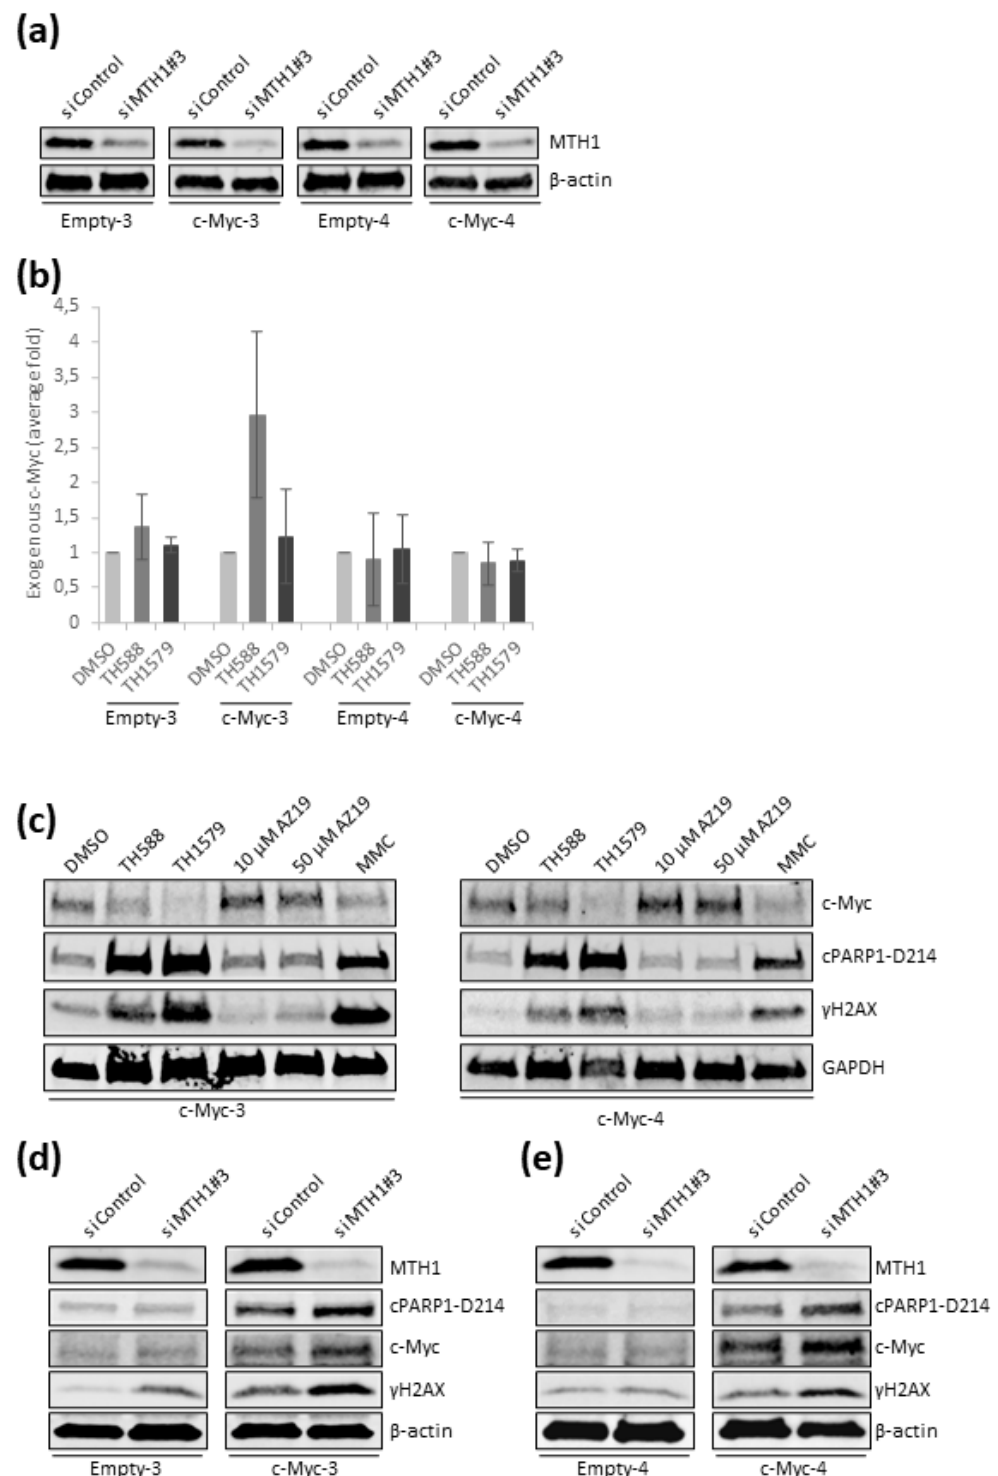 (a)
siControl siMTH1#3 siControl siMTH1#3 siControl siMTH1#3 siControl siMTH1#3
MTH1
β-actin
Empty-3 c-Myc-3 Empty-4 c-Myc-4
(b)
Exogenous c-Myc (average fold)
4,5
4
3,5
3
2,5
2
1,5
1
0,5
0
DMSO TH588 TH1579 DMSO TH588 TH1579 DMSO TH588 TH1579 DMSO TH588 TH1579
Empty-3 c-Myc-3 Empty-4 c-Myc-4
(c)
DMSO TH588 TH1579 10 μM AZ19 50 μM AZ19 MMC DMSO TH588 TH1579 10 μM AZ19 50 μM AZ19 MMC
c-Myc
cPARP1-D214
γH2AX
GAPDH
c-Myc-3 c-Myc-4
(d)
siControl siMTH1#3 siControl siMTH1#3
MTH1
cPARP1-D214
c-Myc
γH2AX
β-actin
Empty-3 c-Myc-3
(e)
siControl siMTH1#3 siControl siMTH1#3
MTH1
cPARP1-D214
c-Myc
γH2AX
β-actin
Empty-4 c-Myc-4